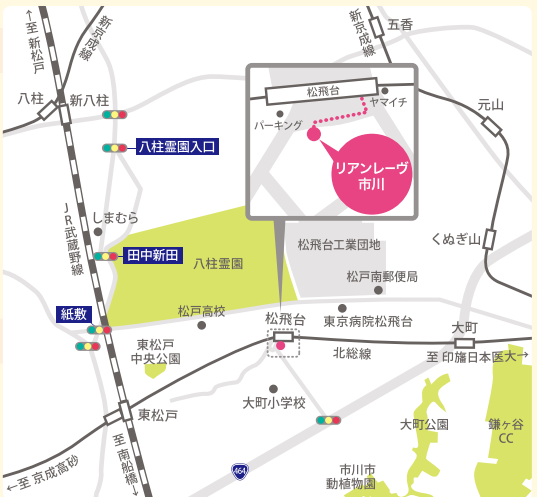 ←至 新松戸
新京成線
新京成線
五香
八柱
新八柱
松飛台
ヤマイチ
パーキング
リアンレーヴ
市川
元山
八柱霊園入口
JR武蔵野線
しまむら
田中新田
八柱霊園
松飛台工業団地
くぬぎ山
松戸南郵便局
紙敷
松戸高校
松飛台
東京病院松飛台
大町
東松戸
中央公園
北総線
至 印旛日本医大→
大町小学校
東松戸
大町公園
鎌ヶ谷
CC
←至 京成高砂
至 南船橋→
464
市川市
動植物園